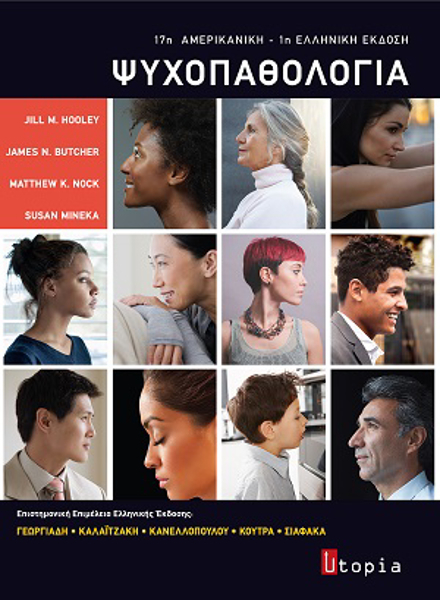 17η ΑΜΕΡΙΚΑΝΙΚΗ - 1η ΕΛΛΗΝΙΚΗ ΕΚΔΟΣΗ
ΨΥΧΟΠΑΘΟΛΟΓΙΑ
JILL M. HOOLEY
JAMES N. BUTCHER
MATTHEW K. NOCK
SUSAN MINEKA
Επιστημονική Επιμέλεια Ελληνικής Έκδοσης:
ΓΕΩΡΓΙΑΔΗ • ΚΑΛΑΪΤΖΑΚΗ • ΚΑΝΕΛΛΟΠΟΥΛΟΥ • ΚΟΥΤΡΑ • ΣΙΑΦΑΚΑ
Utopia